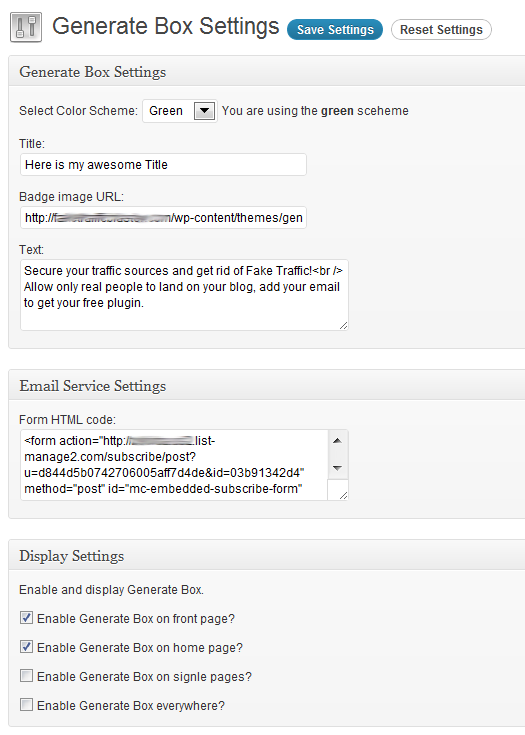 Generate Box Settings Save Settings Reset Settings
Generate Box Settings
Select Color Scheme: Green You are using the green sceheme
Title:
Here is my awesome Title
Badge image URL:
http:// /wp-content/themes/gen
Text:
Secure your traffic sources and get rid of Fake Traffic!<br />
Allow only real people to land on your blog, add your email
to get your free plugin.
Email Service Settings
Form HTML code:
<form action="http:// .list-
manage2.com/subscribe/post?
u=d844d5b0742706005aff7d4de&id=03b91342d4"
method="post" id="mc-embedded-subscribe-form"
Display Settings
Enable and display Generate Box.
Enable Generate Box on front page?
Enable Generate Box on home page?
Enable Generate Box on signle pages?
Enable Generate Box everywhere?